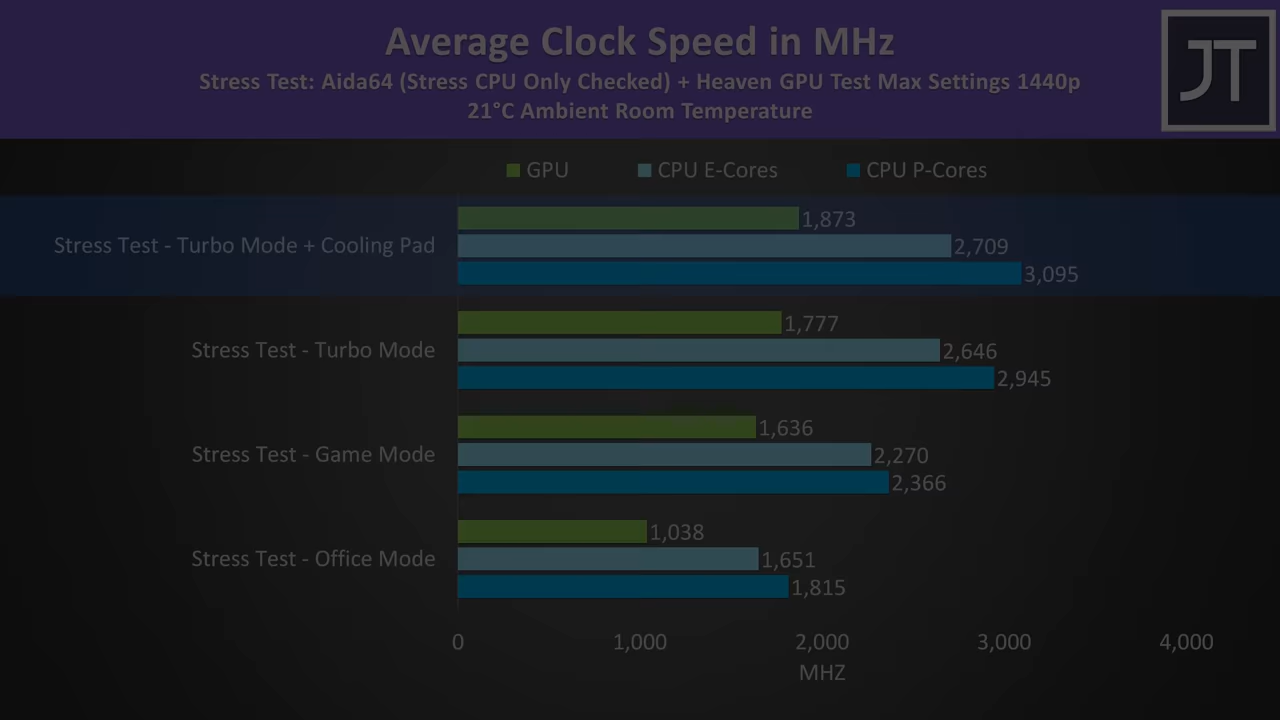 Average Clock Speed in MHz
JT
Stress Test: Aida64 (Stress CPU Only Checked) + Heaven GPU Test Max Settings 1440p
21°C Ambient Room Temperature
GPU
CPU E-Cores
CPU P-Cores
Stress Test - Turbo Mode + Cooling Pad
1,873
2,709
3,095
Stress Test - Turbo Mode
1,777
2,646
2,945
Stress Test - Game Mode
1,636
2,270
2,366
Stress Test - Office Mode
1,038
1,651
1,815
0
1,000
2,000
3,000
4,000
MHZ